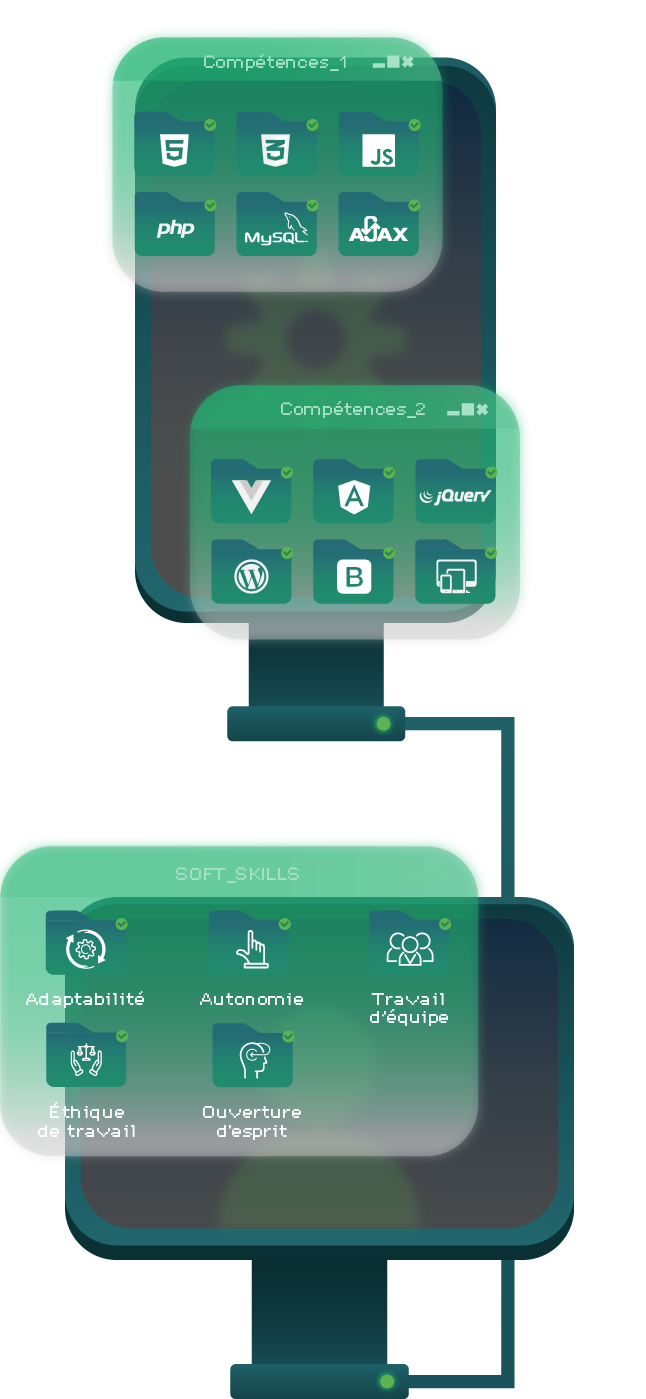 Compétences_1
5
3
JS
php
MySQL
AJAX
Compétences_2
A
jQuery
W
B
SOFT_SKILLS
Adaptabilité
Autonomie
Travail
d'équipe
Éthique
de travail
Ouverture
d'esprit